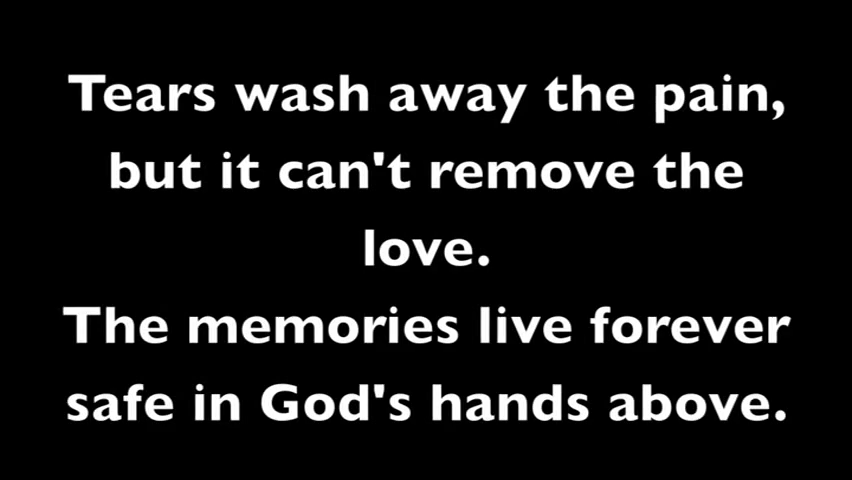 Tears wash away the pain,
but it can't remove the
love.
The memories live forever
safe in God's hands above.